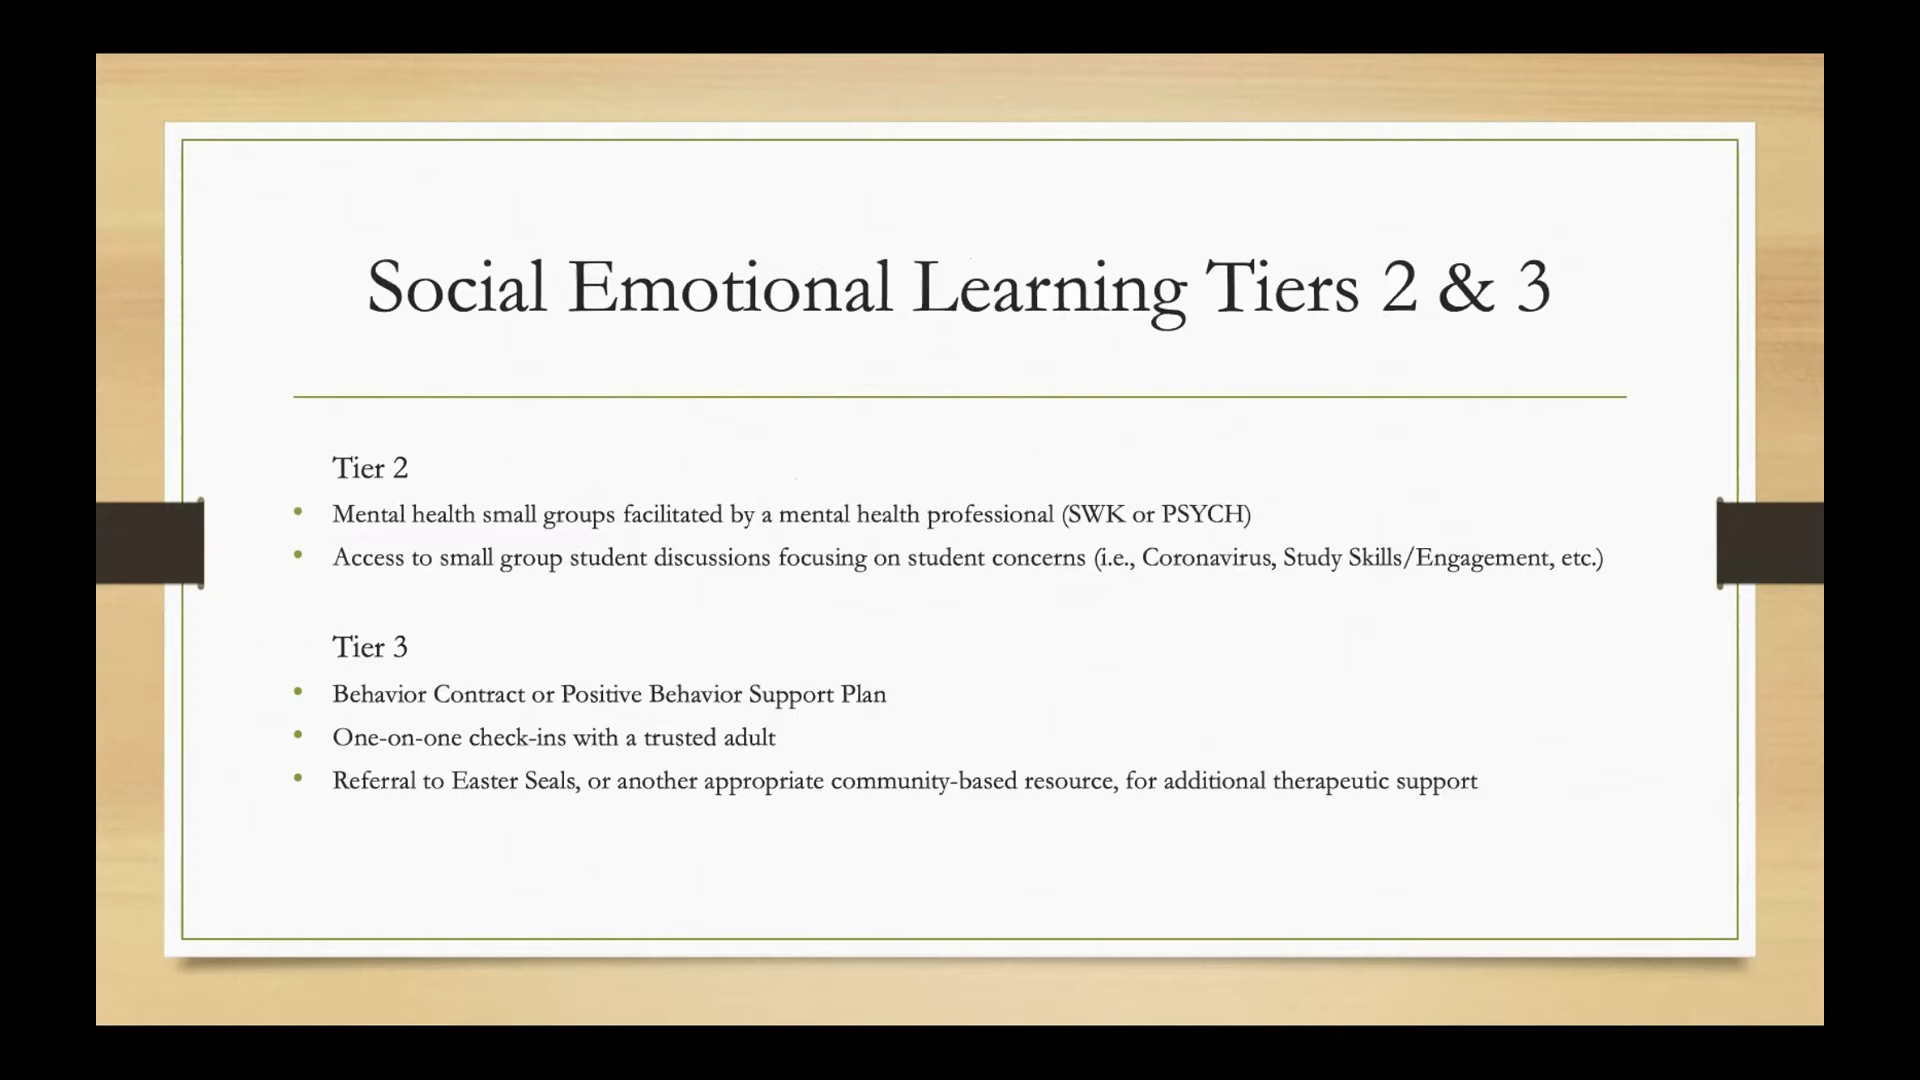 Social Emotional Learning Tiers 2 & 3
Tier 2
• Mental health small groups facilitated by a mental health professional (SWK or PSYCH)
• Access to small group student discussions focusing on student concerns (i.e., Coronavirus, Study Skills/Engagement, etc.)
Tier 3
• Behavior Contract or Positive Behavior Support Plan
• One-on-one check-ins with a trusted adult
• Referral to Easter Seals, or another appropriate community-based resource, for additional therapeutic support